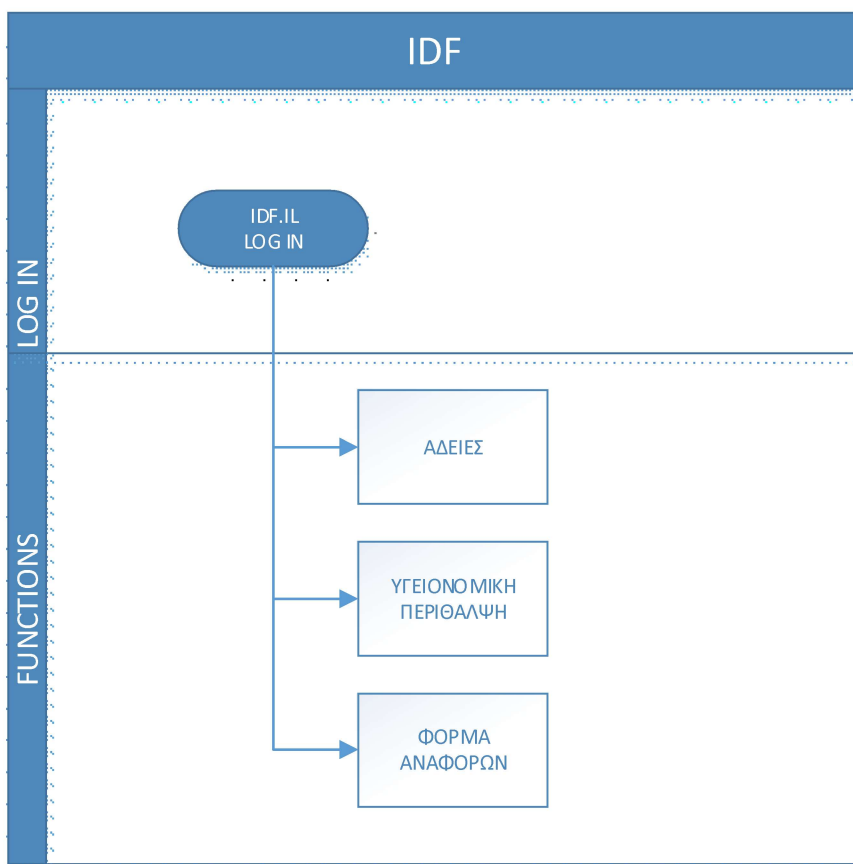 IDF
LOG IN
IDF.IL
LOG IN
FUNCTIONS
ΑΔΕΙΕΣ
ΥΓΕΙΟΝΟΜΙΚΗ
ΠΕΡΙΘΑΛΨΗ
ΦΟΡΜΑ
ΑΝΑΦΟΡΩΝ